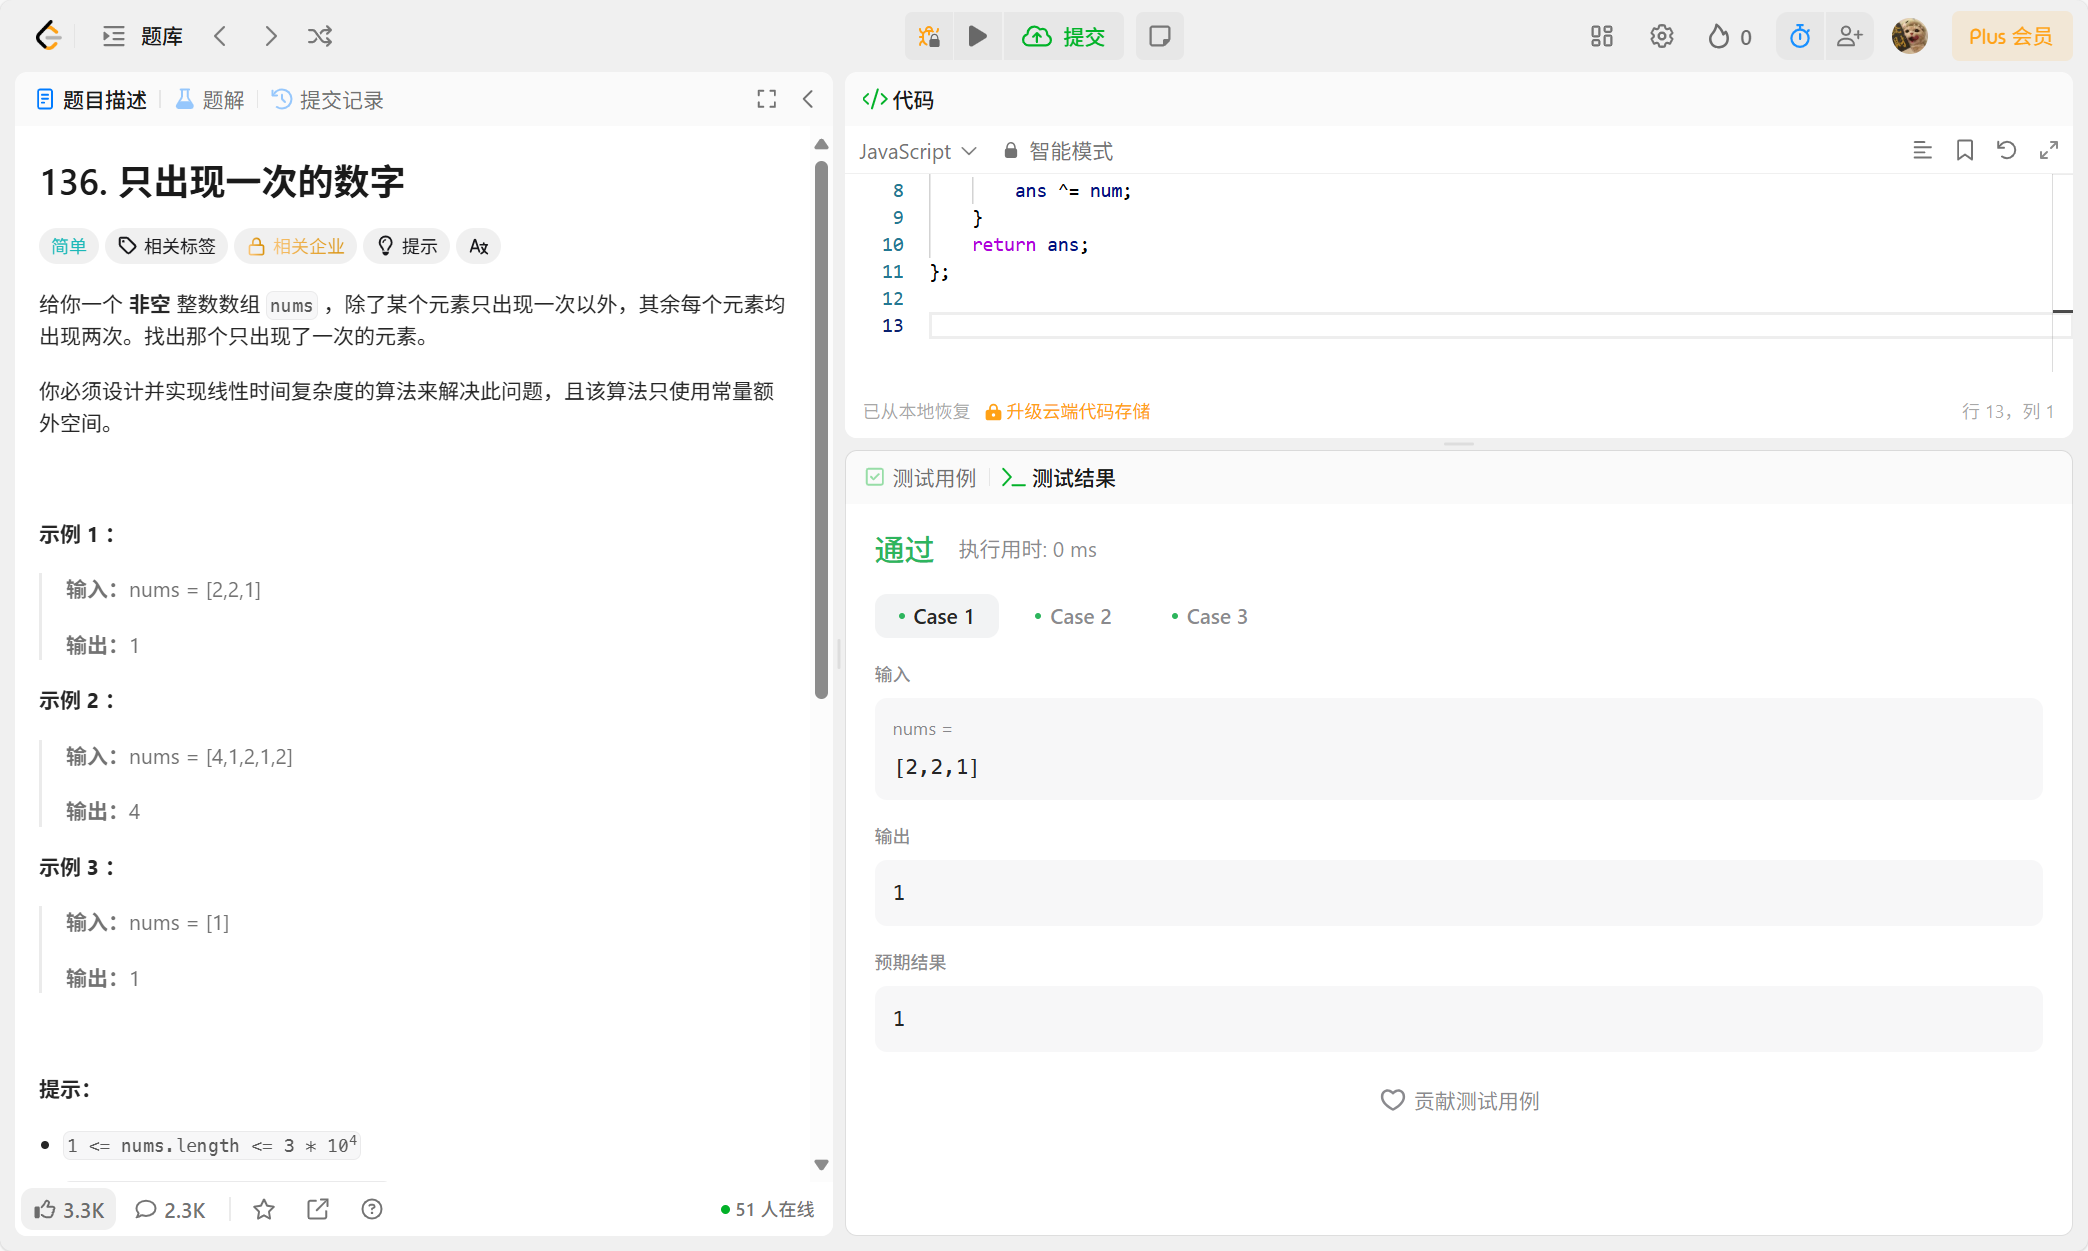 题库
提交
0
Plus 会员
题目描述
题解
提交记录
136. 只出现一次的数字
简单
相关标签
相关企业
提示
给你一个 非空 整数数组 nums ，除了某个元素只出现一次以外，其余每个元素均
出现两次。找出那个只出现了一次的元素。
你必须设计并实现线性时间复杂度的算法来解决此问题，且该算法只使用常量额
外空间。
示例 1 ：
输入：nums = [2,2,1]
输出：1
示例 2 ：
输入：nums = [4,1,2,1,2]
输出：4
示例 3 ：
输入：nums = [1]
输出：1
提示：
1 <= nums.length <= 3 * 10⁴
3.3K
2.3K
51 人在线
</>代码
JavaScript
智能模式
8 ans ^= num;
9 }
10 return ans;
11 };
12
13
已从本地恢复
升级云端代码存储
行 13，列 1
测试用例
测试结果
通过
执行用时: 0 ms
Case 1
Case 2
Case 3
输入
nums =
[2,2,1]
输出
1
预期结果
1
贡献测试用例